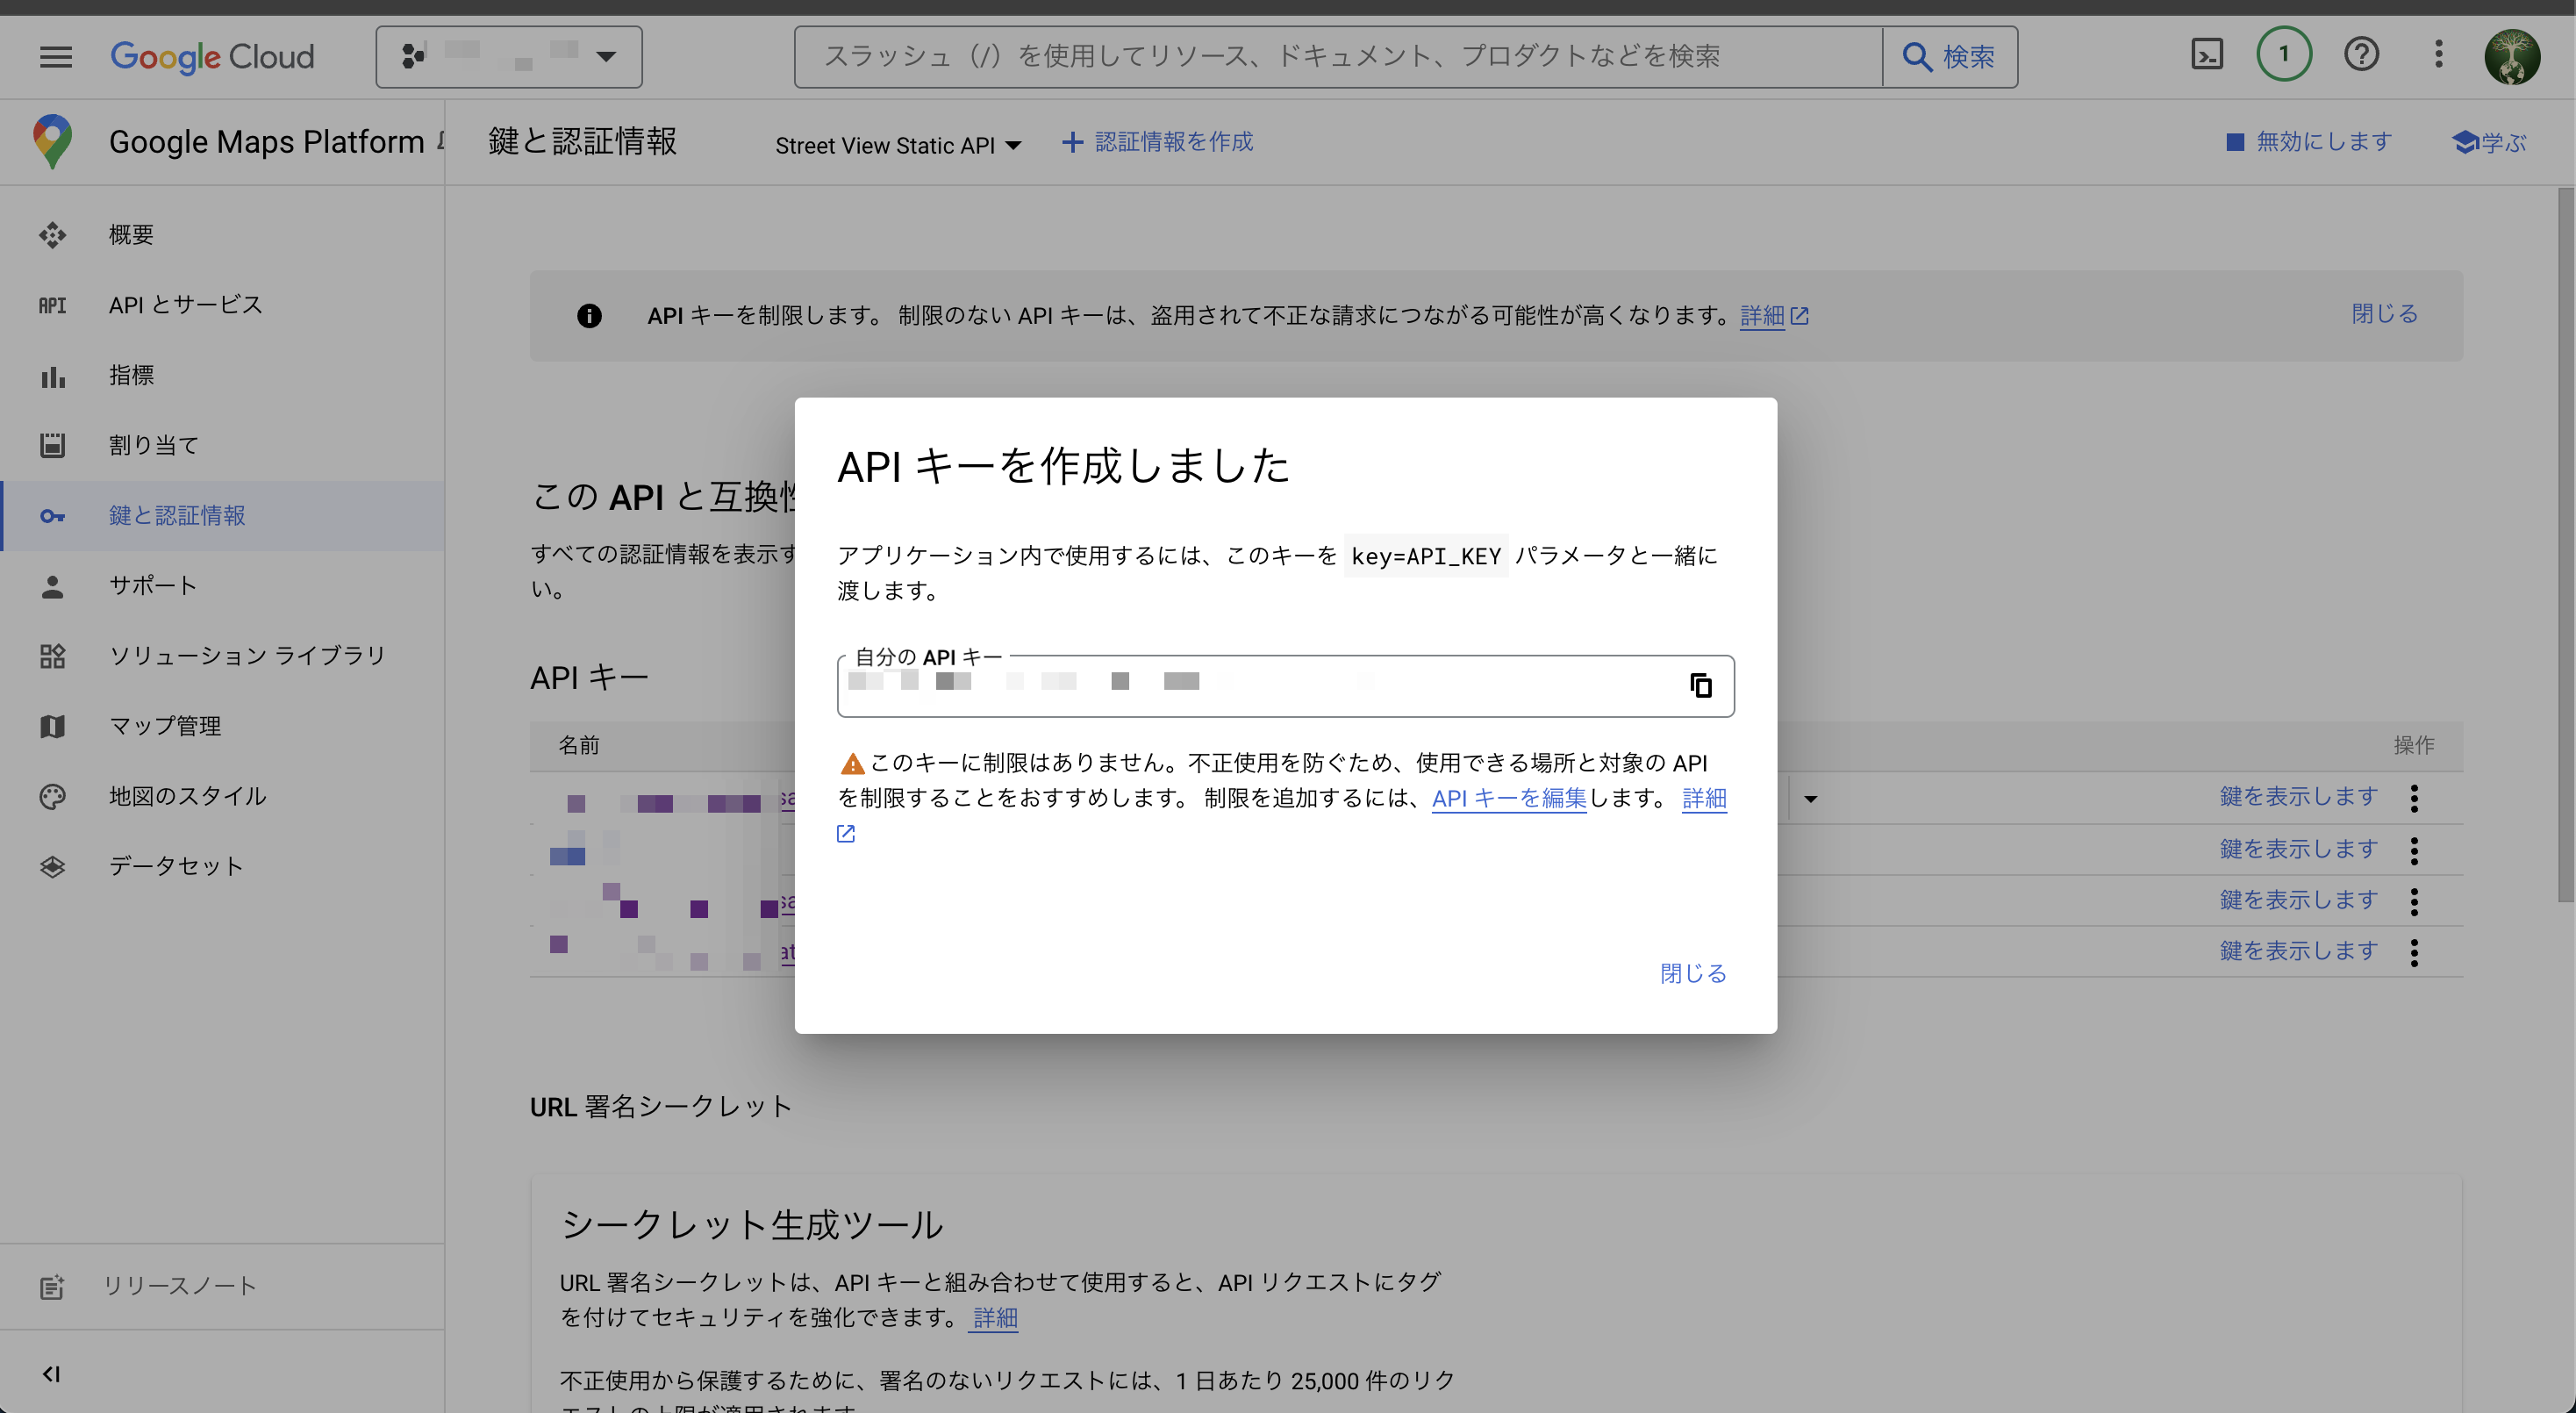 Google Cloud
スラッシュ（/）を使用してリソース、ドキュメント、プロダクトなどを検索
検索
1
Google Maps Platform
鍵と認証情報
Street View Static API
認証情報を作成
無効にします
学ぶ
概要
API
API とサービス
指標
割り当て
鍵と認証情報
サポート
ソリューション ライブラリ
マップ管理
地図のスタイル
データセット
リリースノート
API キーを制限します。 制限のない API キーは、盗用されて不正な請求につながる可能性が高くなります。詳細
閉じる
この API と互換性
すべての認証情報を表示す
い。
API キー
名前
操作
鍵を表示します
鍵を表示します
鍵を表示します
鍵を表示します
API キーを作成しました
アプリケーション内で使用するには、このキーを key=API_KEY パラメータと一緒に
渡します。
自分の API キー
このキーに制限はありません。不正使用を防ぐため、使用できる場所と対象の API
を制限することをおすすめします。 制限を追加するには、API キーを編集します。 詳細
閉じる
URL 署名シークレット
シークレット生成ツール
URL 署名シークレットは、API キーと組み合わせて使用すると、API リクエストにタグ
を付けてセキュリティを強化できます。 詳細
不正使用から保護するために、署名のないリクエストには、1 日あたり 25,000 件のリク
エストの上限が適用されます